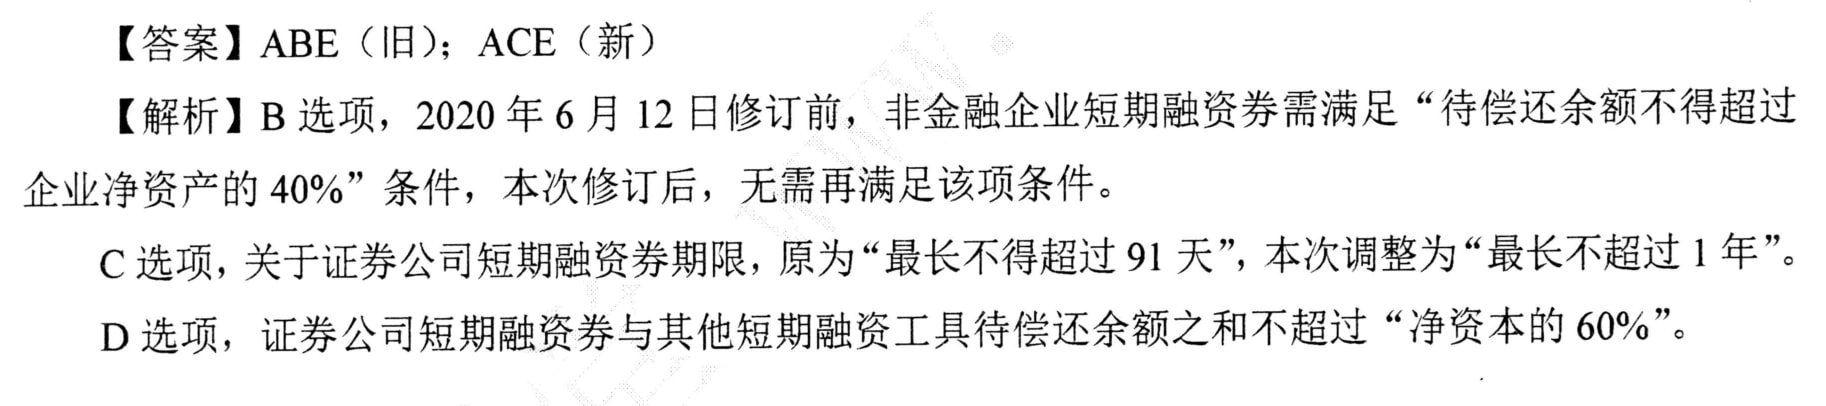 【答案】ABE（旧）；ACE（新）
【解析】B 选项，2020 年 6 月 12 日修订前，非金融企业短期融资券需满足“待偿还余额不得超过
企业净资产的 40%”条件，本次修订后，无需再满足该项条件。
C 选项，关于证券公司短期融资券期限，原为“最长不得超过 91 天”，本次调整为“最长不超过 1 年”。
D 选项，证券公司短期融资券与其他短期融资工具待偿还余额之和不超过“净资本的 60%”。